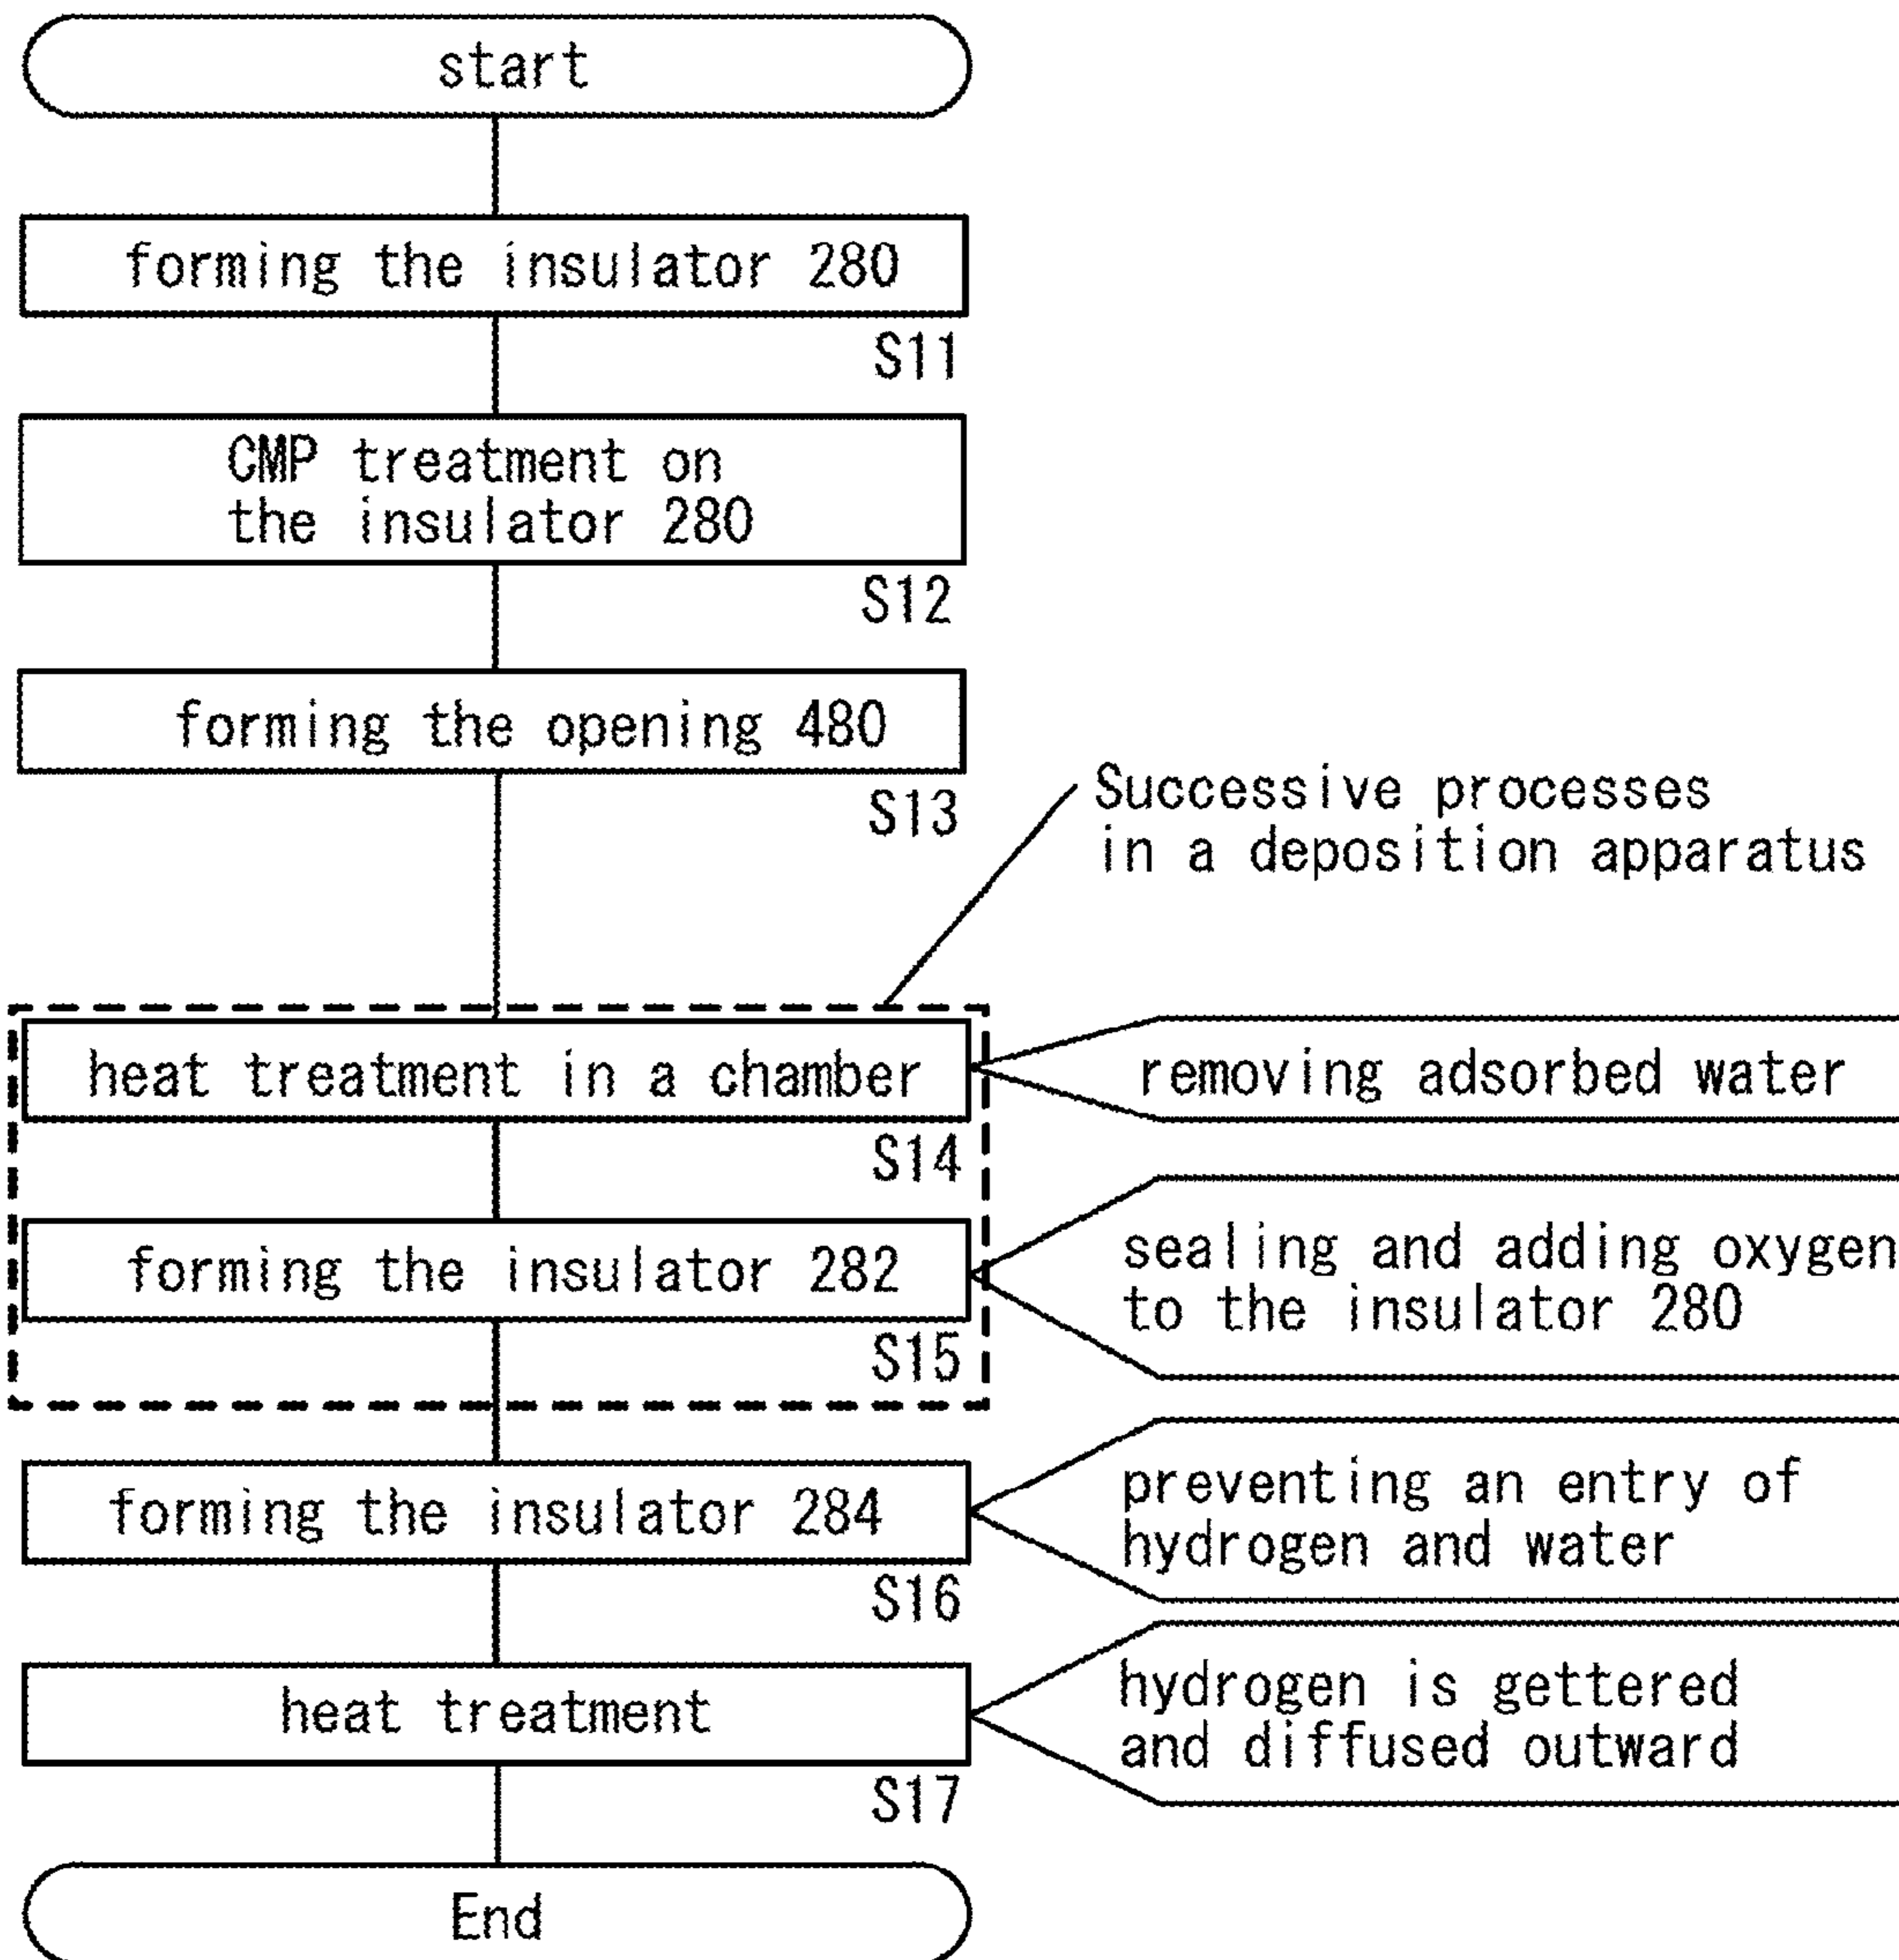 start
forming the insulator 280
S11
CMP treatment on
the insulator 280
S12
forming the opening 480
S13
Successive processes
in a deposition apparatus
heat treatment in a chamber
S14
removing adsorbed water
forming the insulator 282
S15
sealing and adding oxygen
to the insulator 280
forming the insulator 284
S16
preventing an entry of
hydrogen and water
heat treatment
S17
hydrogen is gettered
and diffused outward
End